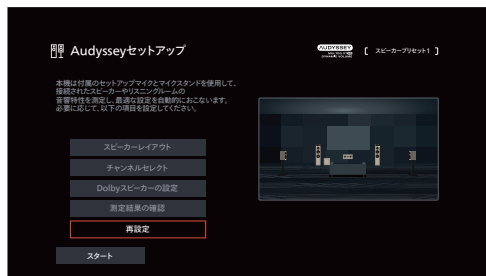 Audysseyセットアップ
AUDYSSEY
MULTEQ XT32
DYNAMIC VOLUME
[ スピーカープリセット1 ]
本機は付属のセットアップマイクとマイクスタンドを使用して、
接続されたスピーカーやリスニングルームの
音響特性を測定し、最適な設定を自動的におこないます。
必要に応じて、以下の項目を設定してください。
スピーカーレイアウト
チャンネルセレクト
Dolbyスピーカーの設定
測定結果の確認
再設定
スタート